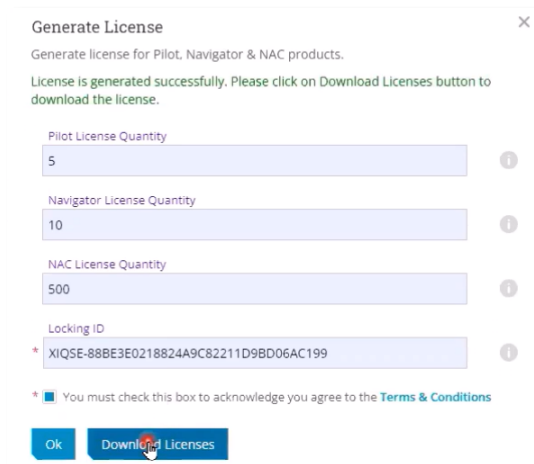 Generate License
Generate license for Pilot, Navigator & NAC products.
License is generated successfully. Please click on Download Licenses button to
download the license.
Pilot License Quantity
5
Navigator License Quantity
10
NAC License Quantity
500
Locking ID
* XIQSE-88BE3E0218824A9C82211D9BD06AC199
* You must check this box to acknowledge you agree to the Terms & Conditions
Ok
Download Licenses